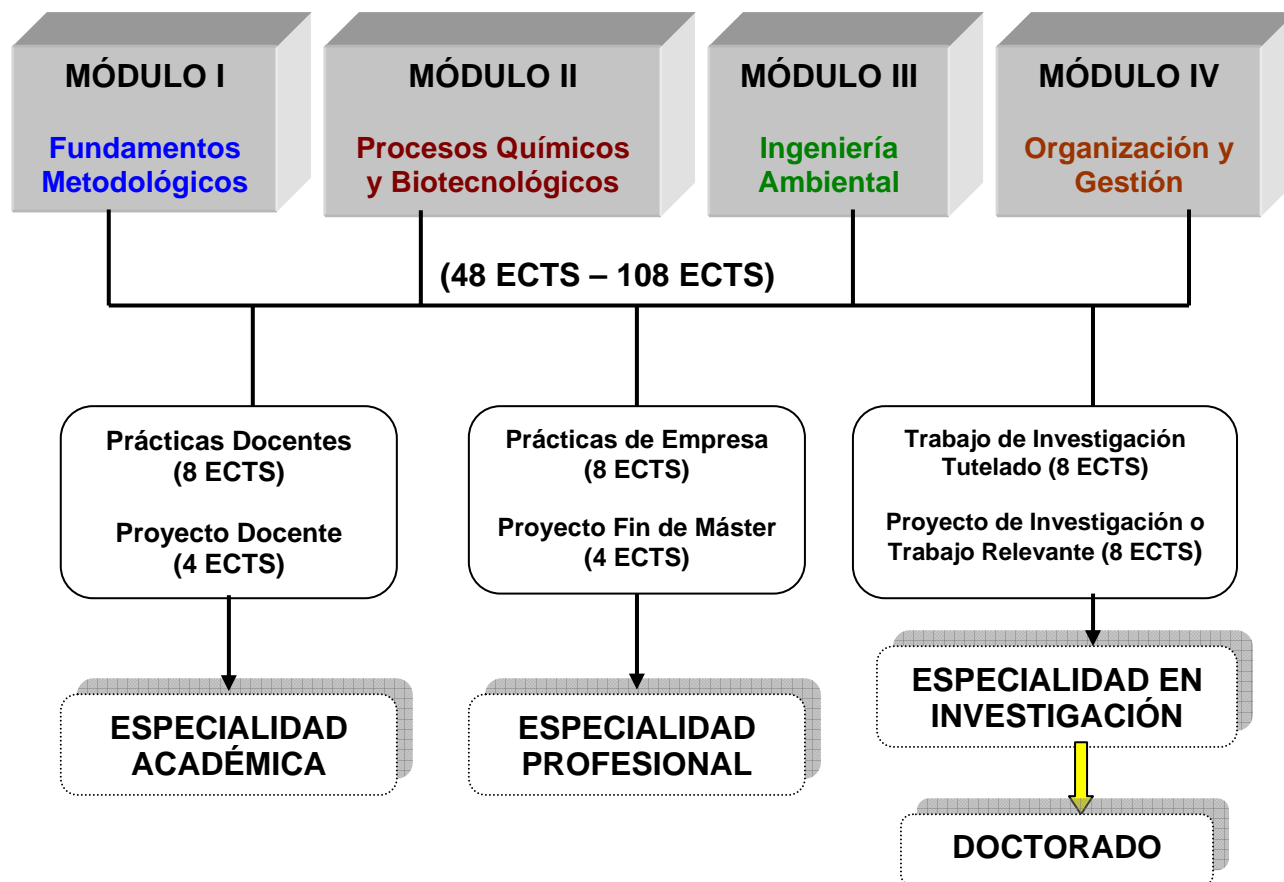 MÓDULO I
Fundamentos
Metodológicos
MÓDULO II
Procesos Químicos
y Biotecnológicos
MÓDULO III
Ingeniería
Ambiental
MÓDULO IV
Organización y
Gestión
(48 ECTS – 108 ECTS)
Prácticas Docentes
(8 ECTS)
Proyecto Docente
(4 ECTS)
Prácticas de Empresa
(8 ECTS)
Proyecto Fin de Máster
(4 ECTS)
Trabajo de Investigación
Tutelado (8 ECTS)
Proyecto de Investigación o
Trabajo Relevante (8 ECTS)
ESPECIALIDAD
ACADÉMICA
ESPECIALIDAD
PROFESIONAL
ESPECIALIDAD EN
INVESTIGACIÓN
DOCTORADO